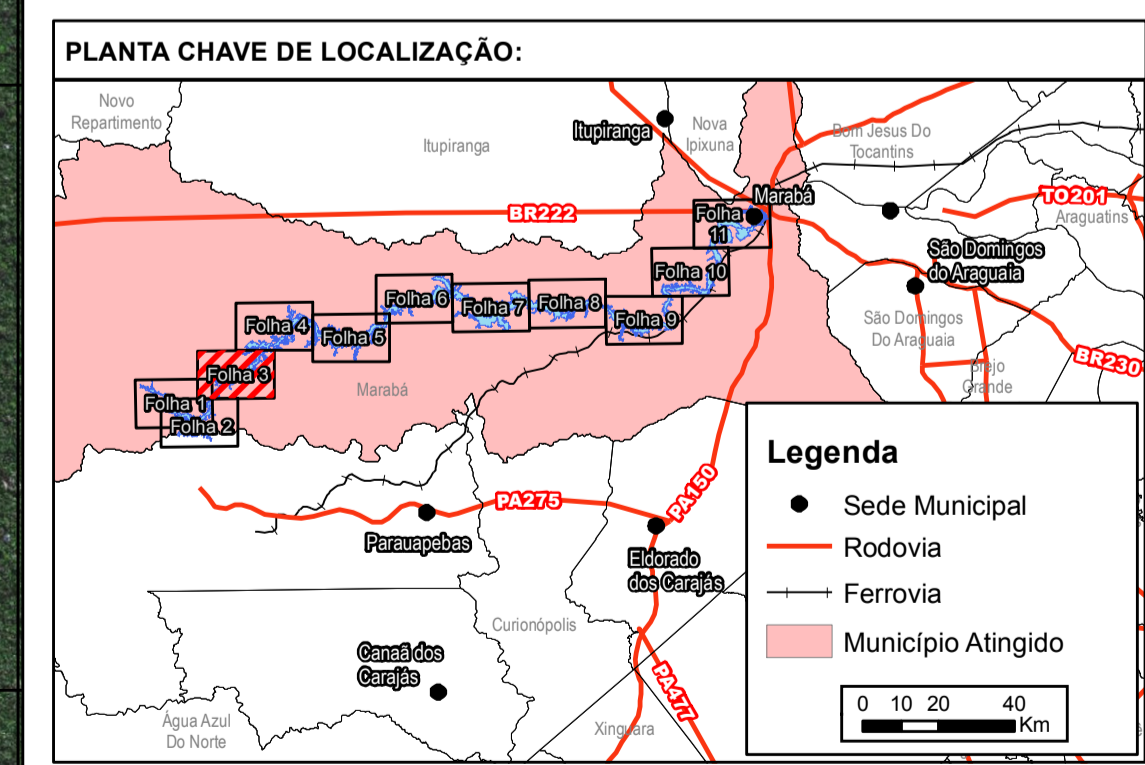 PLANTA CHAVE DE LOCALIZAÇÃO:
Novo
Repartimento
Itupiranga
Itupiranga
Nova
Ipixuna
Bom Jesus Do
Tocantins
Marabá
TO201
Araguatins
BR222
Folha
11
São Domingos
do Araguaia
Folha 10
Folha 6
Folha 7
Folha 8
Folha 9
Folha 4
Folha 5
São Domingos
Do Araguaia
BR230
Brejo
Grande
Folha 3
Marabá
Folha 1
Folha 2
PA275
PA150
Parauapebas
Eldorado
dos Carajás
Curionópolis
Canaã dos
Carajás
PA477
Água Azul
Do Norte
Xinguara
Legenda
Sede Municipal
Rodovia
Ferrovia
Município Atingido
0 10 20 40
Km